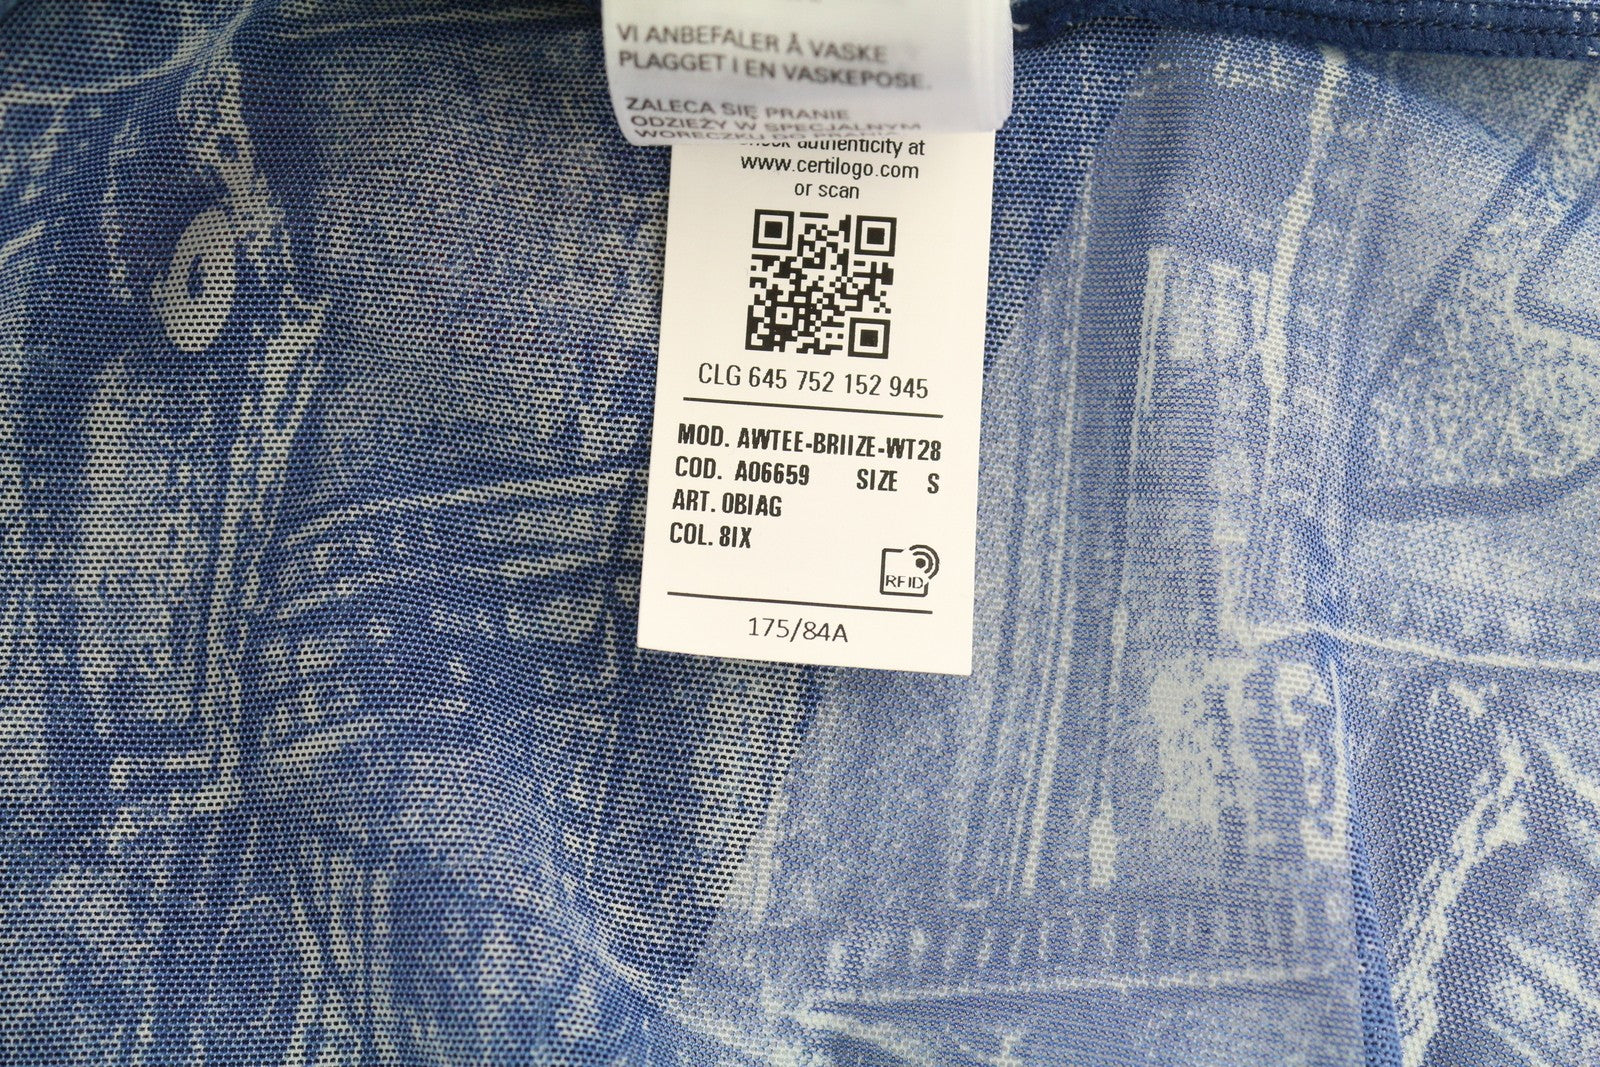 VI ANBEFALER Å VASKE
PLAGGET I EN VASKEPOSE.
ZALECA SIĘ PRANIE
ODZIEŻY W SPECJALNYM
authenticity at
www.certilogo.com
or scan
CLG 645 752 152 945
MOD. AWTEE-BRIIZE-WT28
COD. A06659 SIZE S
ART. 0BIAG
COL. 8IX
RFID
175/84A